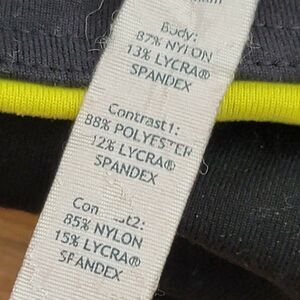 Body:
87% NYLON
13% LYCRA®
SPANDEX
Contrast1:
88% POLYESTER
12% LYCRA®
SPANDEX
85% NYLON
15% LYCRA®
SPANDEX